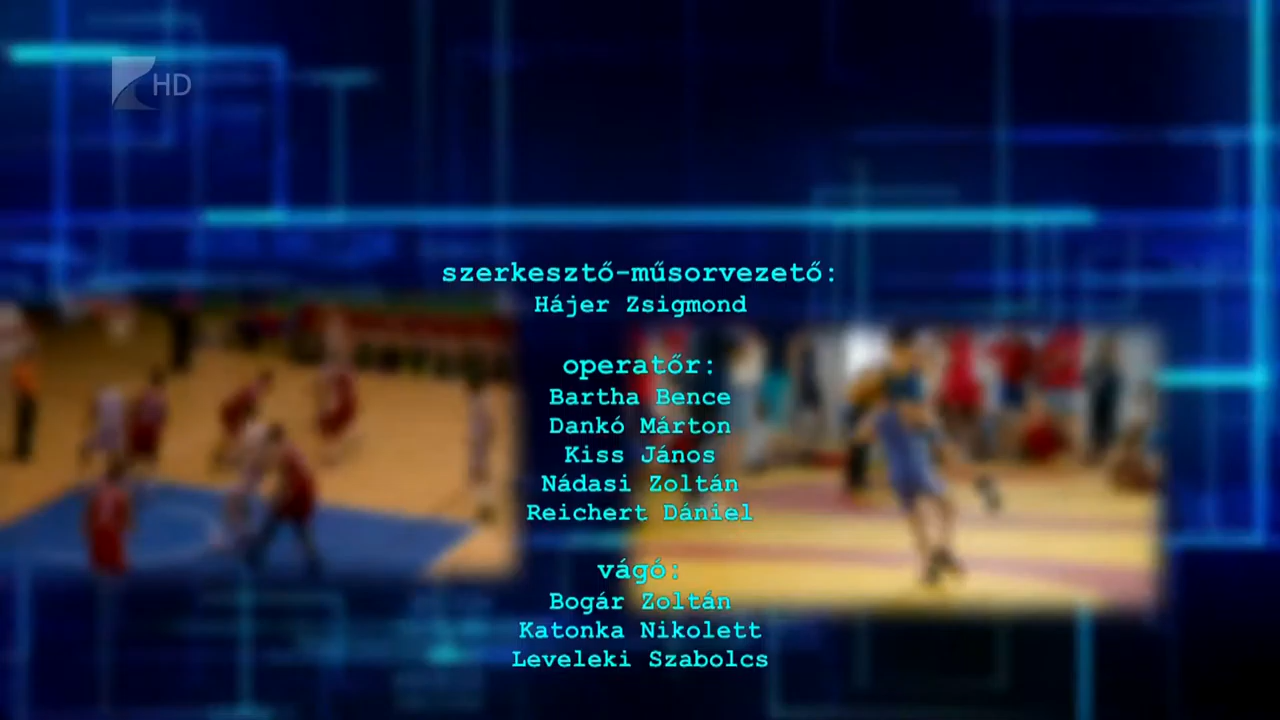 HD
szerkesztő-műsorvezető:
Hájer Zsigmond
operatőr:
Bartha Bence
Dankó Márton
Kiss János
Nádasi Zoltán
Reichert Dániel
vágó:
Bogár Zoltán
Katonka Nikolett
Leveleki Szabolcs